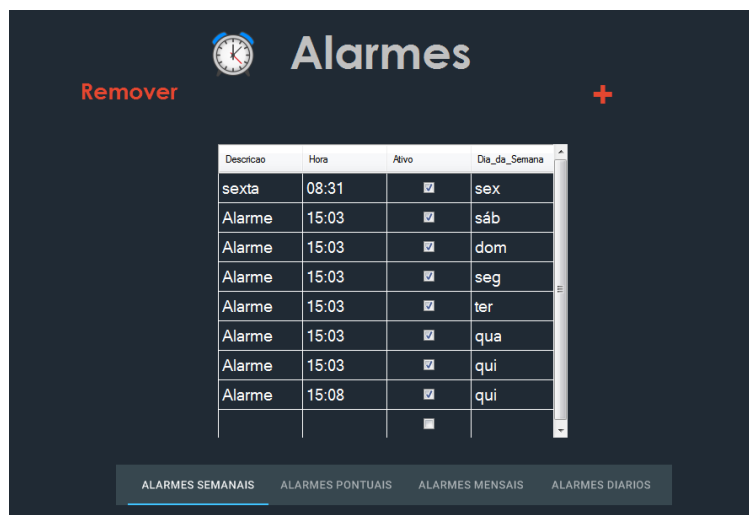 Alarmes
Remover +
Descricao Hora Ativo Dia_da_Semana
sexta 08:31 sex
Alarme 15:03 sáb
Alarme 15:03 dom
Alarme 15:03 seg
Alarme 15:03 ter
Alarme 15:03 qua
Alarme 15:03 qui
Alarme 15:08 qui
ALARMES SEMANAIS ALARMES PONTUAIS ALARMES MENSAIS ALARMES DIARIOS